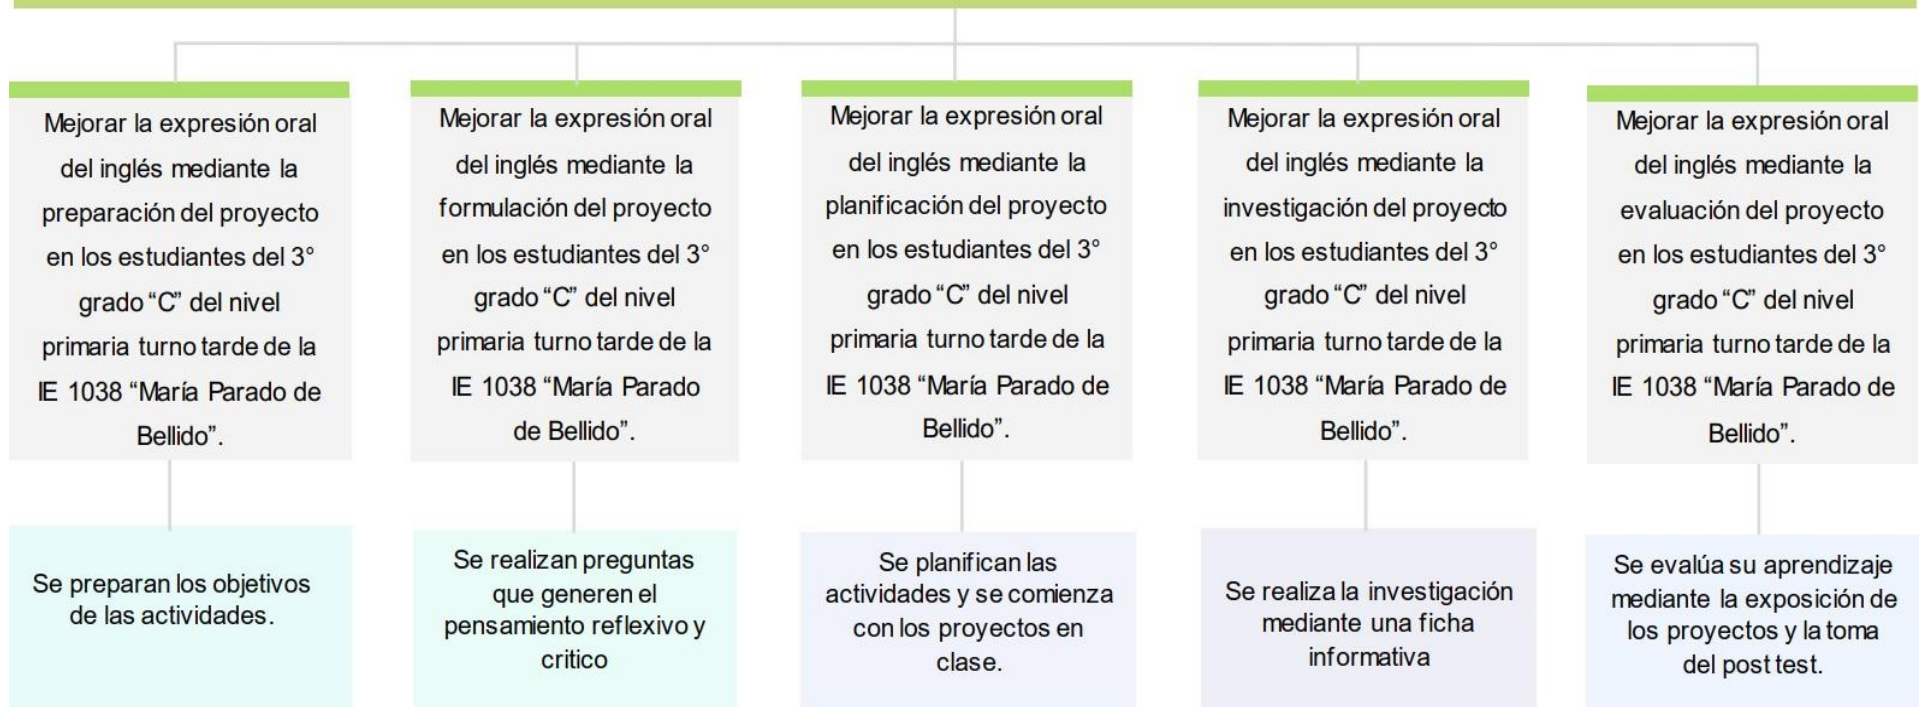 Mejorar la expresión oral
del inglés mediante la
preparación del proyecto
en los estudiantes del 3°
grado “C” del nivel
primaria turno tarde de la
IE 1038 “María Parado de
Bellido”.
Mejorar la expresión oral
del inglés mediante la
formulación del proyecto
en los estudiantes del 3°
grado “C” del nivel
primaria turno tarde de la
IE 1038 “María Parado
de Bellido”.
Mejorar la expresión oral
del inglés mediante la
planificación del proyecto
en los estudiantes del 3°
grado “C” del nivel
primaria turno tarde de la
IE 1038 “María Parado de
Bellido”.
Mejorar la expresión oral
del inglés mediante la
investigación del proyecto
en los estudiantes del 3°
grado “C” del nivel
primaria turno tarde de la
IE 1038 “María Parado de
Bellido”.
Mejorar la expresión oral
del inglés mediante la
evaluación del proyecto
en los estudiantes del 3°
grado “C” del nivel
primaria turno tarde de la
IE 1038 “María Parado de
Bellido”.
Se preparan los objetivos
de las actividades.
Se realizan preguntas
que generen el
pensamiento reflexivo y
critico
Se planifican las
actividades y se comienza
con los proyectos en
clase.
Se realiza la investigación
mediante una ficha
informativa
Se evalúa su aprendizaje
mediante la exposición de
los proyectos y la toma
del post test.